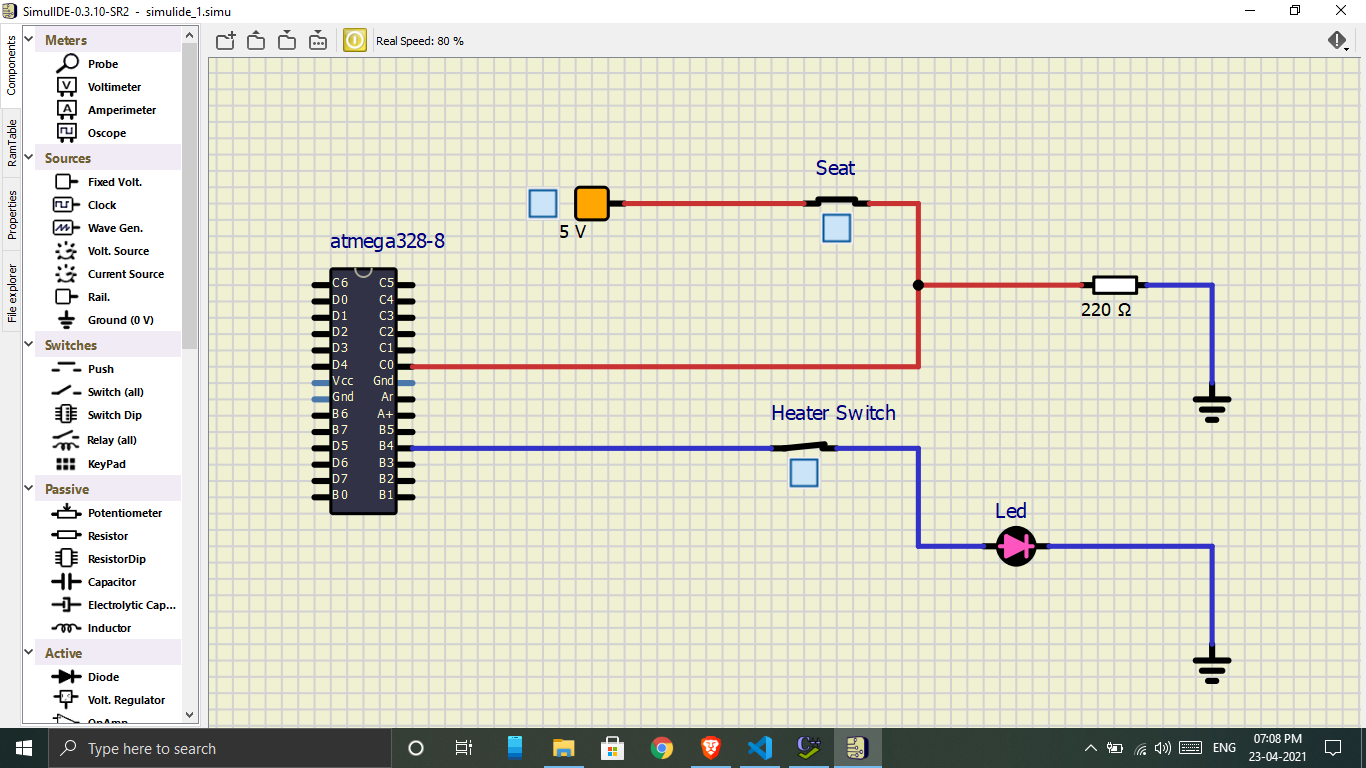 SimulIDE-0.3.10-SR2 - simulide_1.simu
Components
RamTable
Properties
File explorer
Meters
Probe
Voltimeter
Amperimeter
Oscope
Sources
Fixed Volt.
Clock
Wave Gen.
Volt. Source
Current Source
Rail.
Ground (0 V)
Switches
Push
Switch (all)
Switch Dip
Relay (all)
KeyPad
Passive
Potentiometer
Resistor
ResistorDip
Capacitor
Electrolytic Cap...
Inductor
Active
Diode
Volt. Regulator
OpAmp
Real Speed: 80 %
Seat
5 V
atmega328-8
C6 C5
D0 C4
D1 C3
D2 C2
D3 C1
D4 C0
Vcc Gnd
Gnd Ar
B6 A+
B7 B5
D5 B4
D6 B3
D7 B2
B0 B1
220 Ω
Heater Switch
Led
Type here to search
C++
ENG
07:08 PM
23-04-2021